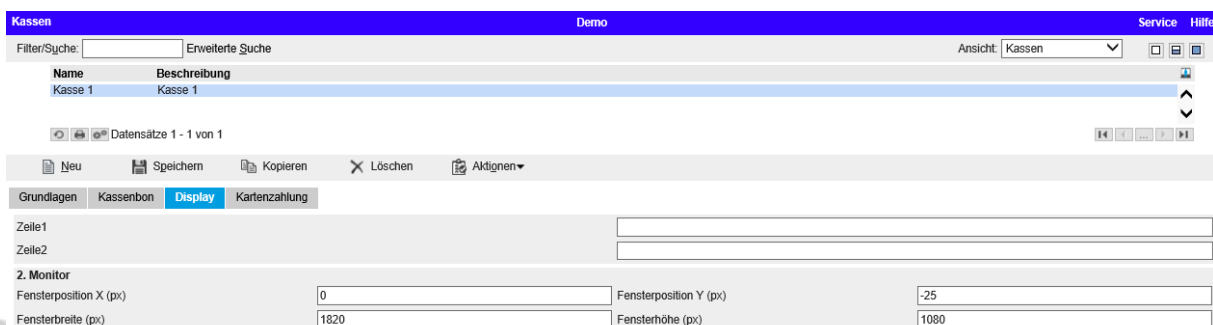 Kassen Demo Service Hilfe
Filter/Suche: Erweiterte Suche Ansicht: Kassen
Name Beschreibung
Kasse 1 Kasse 1
Datensätze 1 - 1 von 1 ...
Neu Speichern Kopieren Löschen Aktionen
Grundlagen Kassenbon Display Kartenzahlung
Zeile1
Zeile2
2. Monitor
Fensterposition X (px) 0 Fensterposition Y (px) -25
Fensterbreite (px) 1820 Fensterhöhe (px) 1080